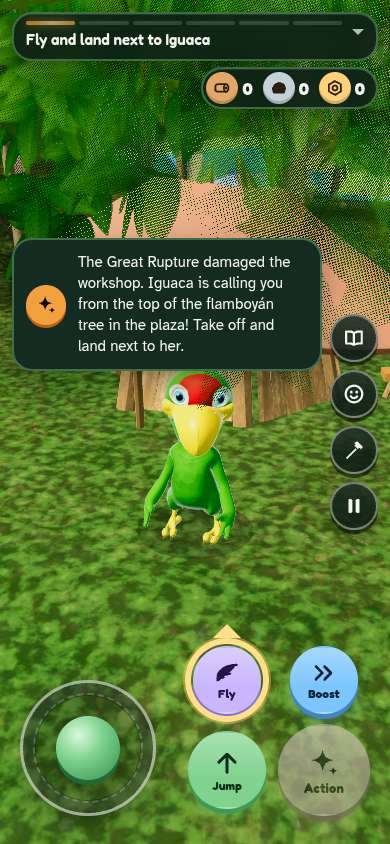 Fly and land next to Iguaca
0 0 0
The Great Rupture damaged the
workshop. Iguaca is calling you
from the top of the flamboyán
tree in the plaza! Take off and
land next to her.
Fly
Boost
Jump
Action